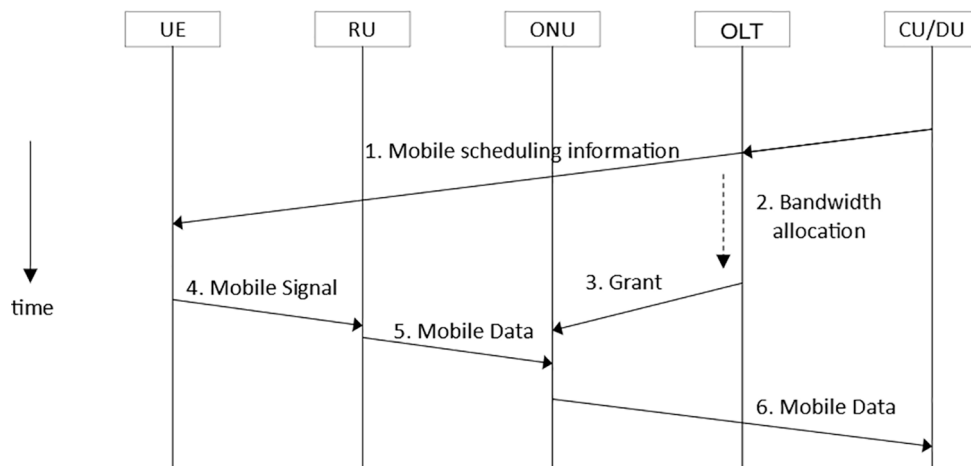 UE
RU
ONU
OLT
CU/DU
1. Mobile scheduling information
2. Bandwidth
allocation
3. Grant
4. Mobile Signal
time
5. Mobile Data
6. Mobile Data